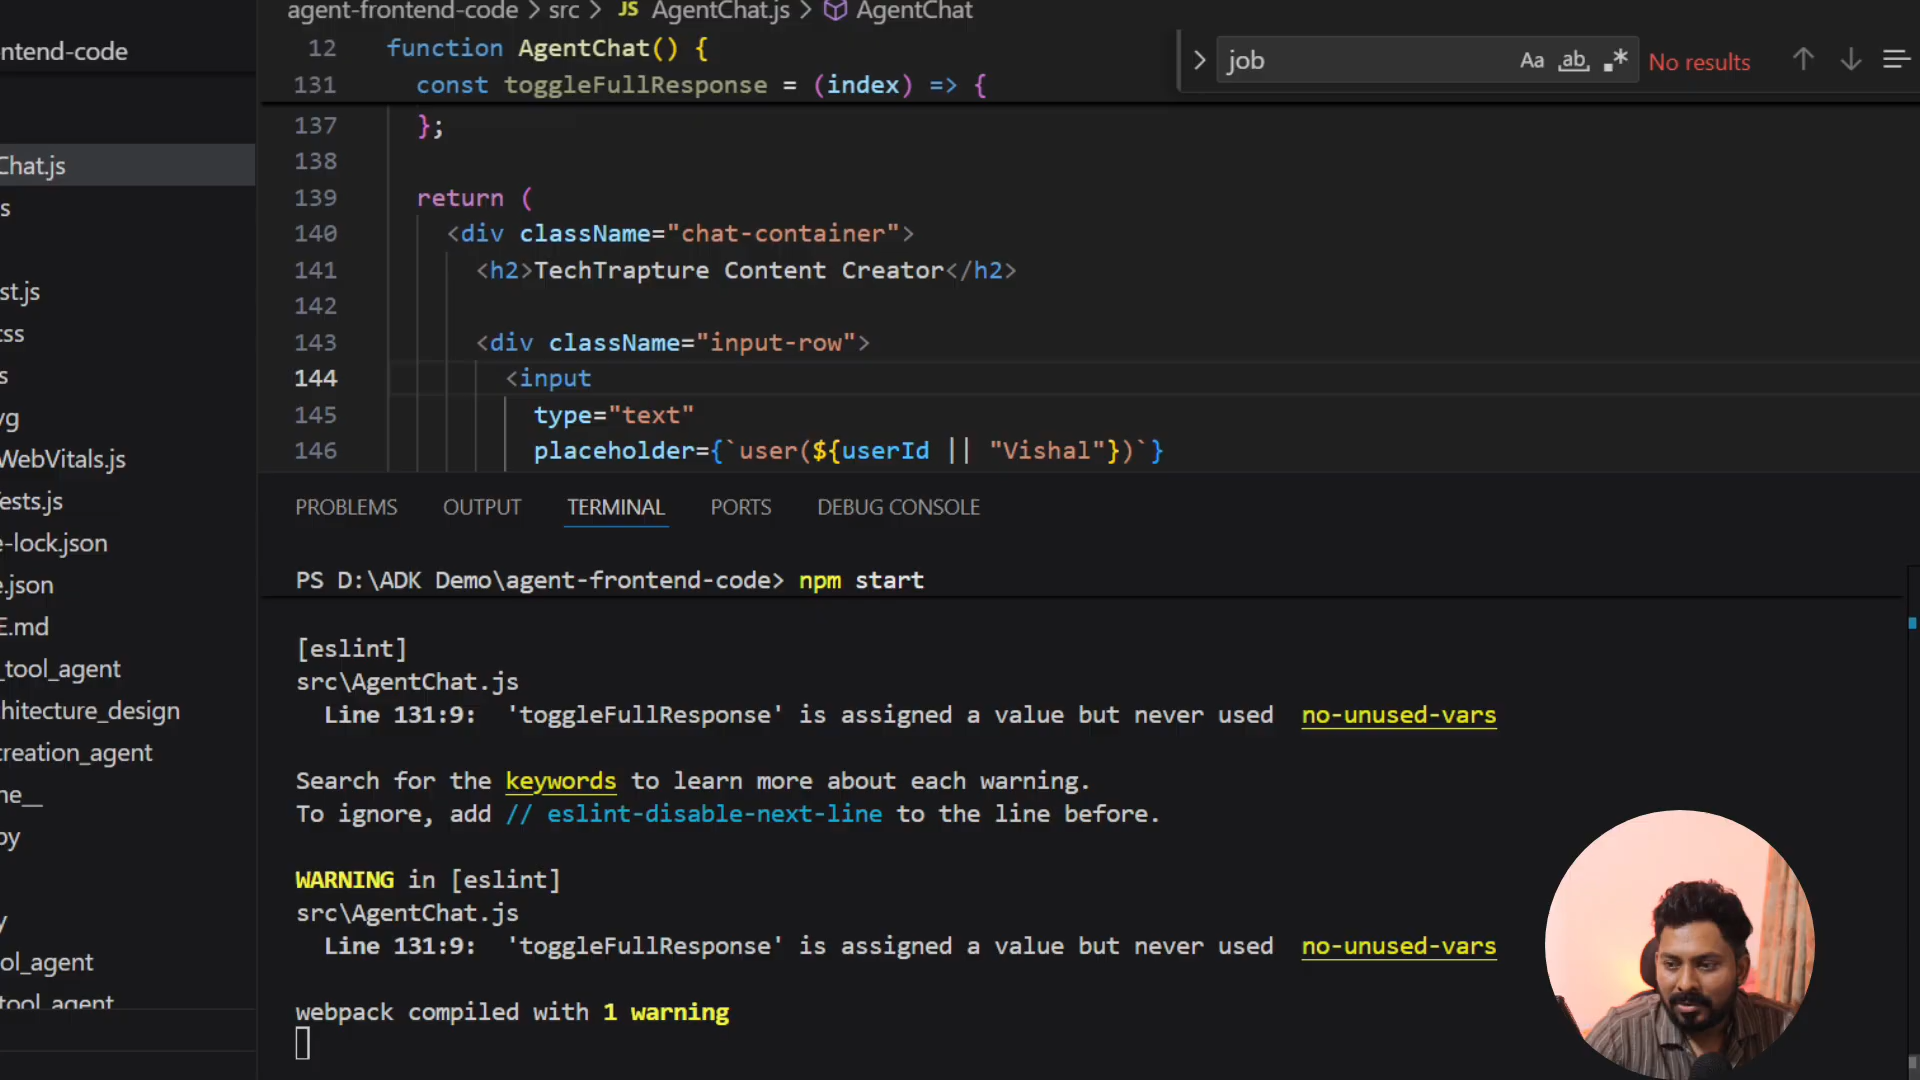 agent-frontend-code > src > JS AgentChat.js > AgentChat
ntend-code
Chat.js
s
st.js
css
s
vg
WebVitals.js
ests.js
e-lock.json
e.json
E.md
_tool_agent
hitecture_design
creation_agent
he__
py
y
ol_agent
tool_agent
12 function AgentChat() {
131 const toggleFullResponse = (index) => {
137 };
138
139 return (
140 <div className="chat-container">
141 <h2>TechTrapture Content Creator</h2>
142
143 <div className="input-row">
144 <input
145 type="text"
146 placeholder={`user(${userId || "Vishal"})`}
> job Aa ab .* No results
PROBLEMS OUTPUT TERMINAL PORTS DEBUG CONSOLE
PS D:\ADK Demo\agent-frontend-code> npm start
[eslint]
src\AgentChat.js
Line 131:9: 'toggleFullResponse' is assigned a value but never used no-unused-vars
Search for the keywords to learn more about each warning.
To ignore, add // eslint-disable-next-line to the line before.
WARNING in [eslint]
src\AgentChat.js
Line 131:9: 'toggleFullResponse' is assigned a value but never used no-unused-vars
webpack compiled with 1 warning